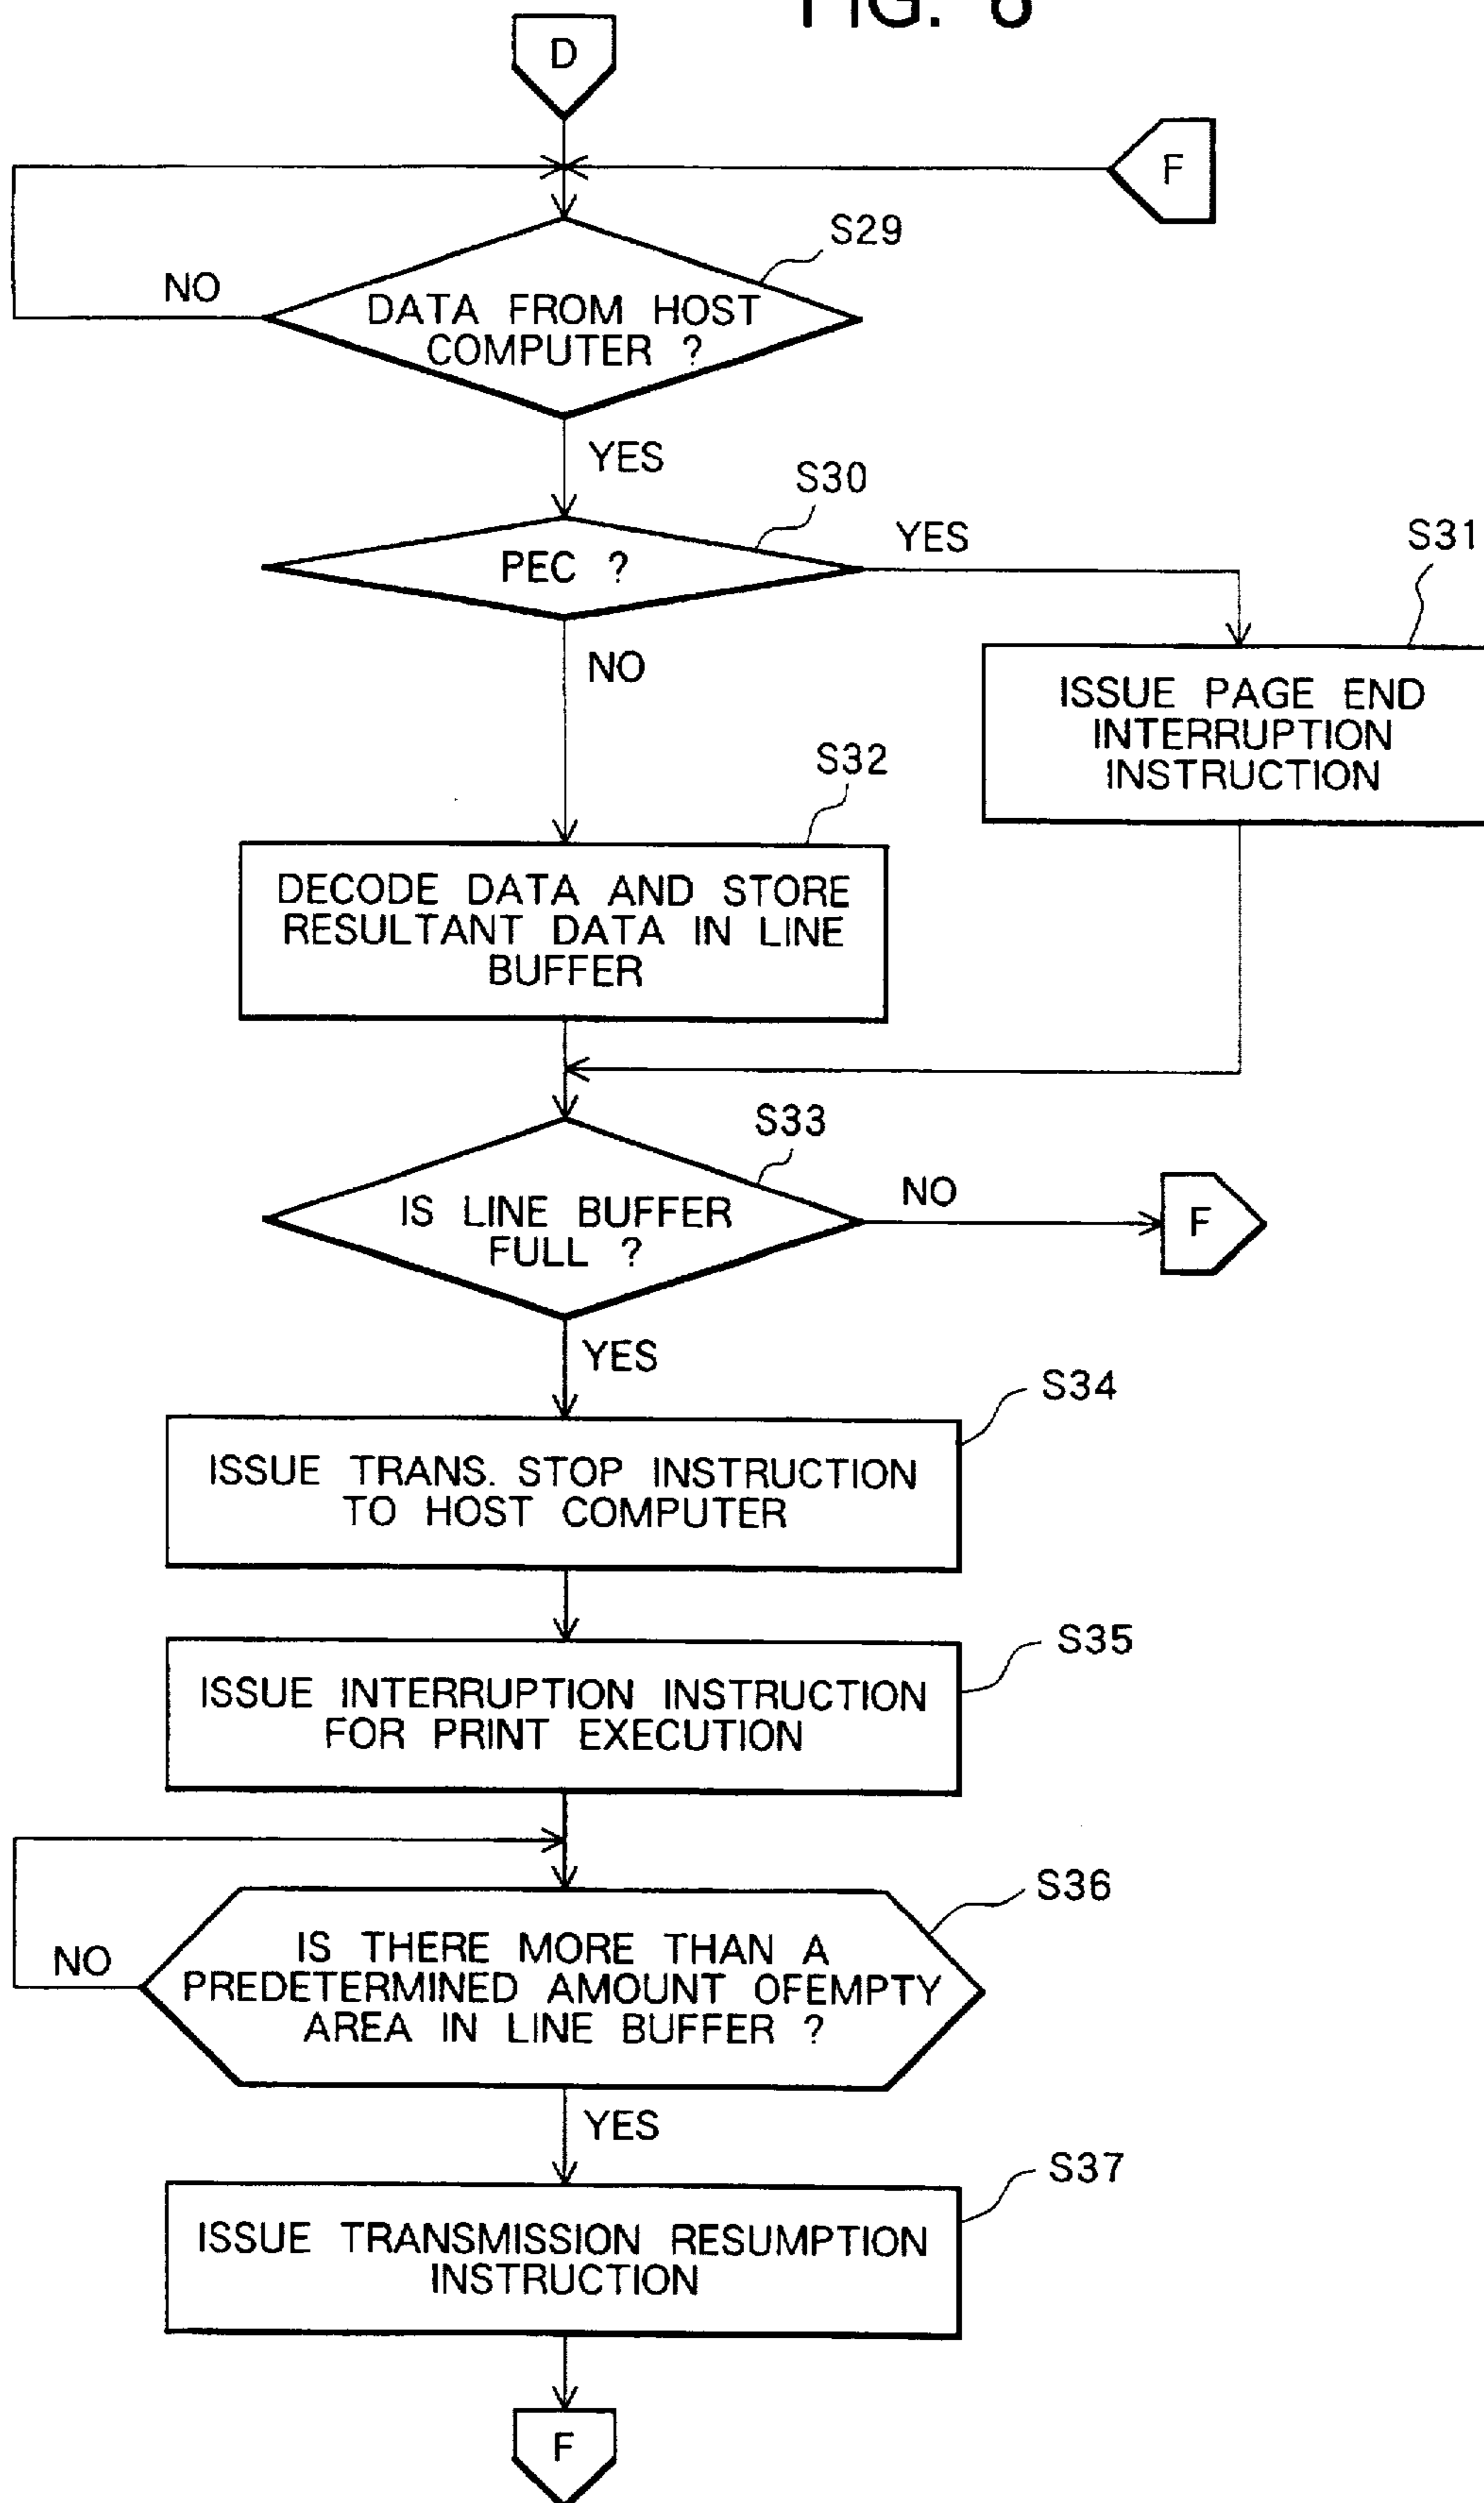 FIG. 8
D
F
S29
NO
DATA FROM HOST
COMPUTER ?
YES
S30
YES
S31
PEC ?
NO
ISSUE PAGE END
INTERRUPTION
INSTRUCTION
S32
DECODE DATA AND STORE
RESULTANT DATA IN LINE
BUFFER
S33
NO
IS LINE BUFFER
FULL ?
F
YES
S34
ISSUE TRANS. STOP INSTRUCTION
TO HOST COMPUTER
S35
ISSUE INTERRUPTION INSTRUCTION
FOR PRINT EXECUTION
S36
NO
IS THERE MORE THAN A
PREDETERMINED AMOUNT OFEMPTY
AREA IN LINE BUFFER ?
YES
S37
ISSUE TRANSMISSION RESUMPTION
INSTRUCTION
F